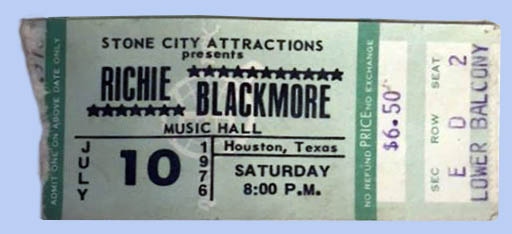 ADMIT ONE ON ABOVE DATE ONLY
STONE CITY ATTRACTIONS
presents
RICHIE ★★★★★★★★★★★
★★★★★★★ BLACKMORE
MUSIC HALL
JULY 10 1976
Houston, Texas
SATURDAY
8:00 P.M.
NO REFUND PRICE NO EXCHANGE
$6.50
SEC ROW SEAT
E D 2
LOWER BALCONY